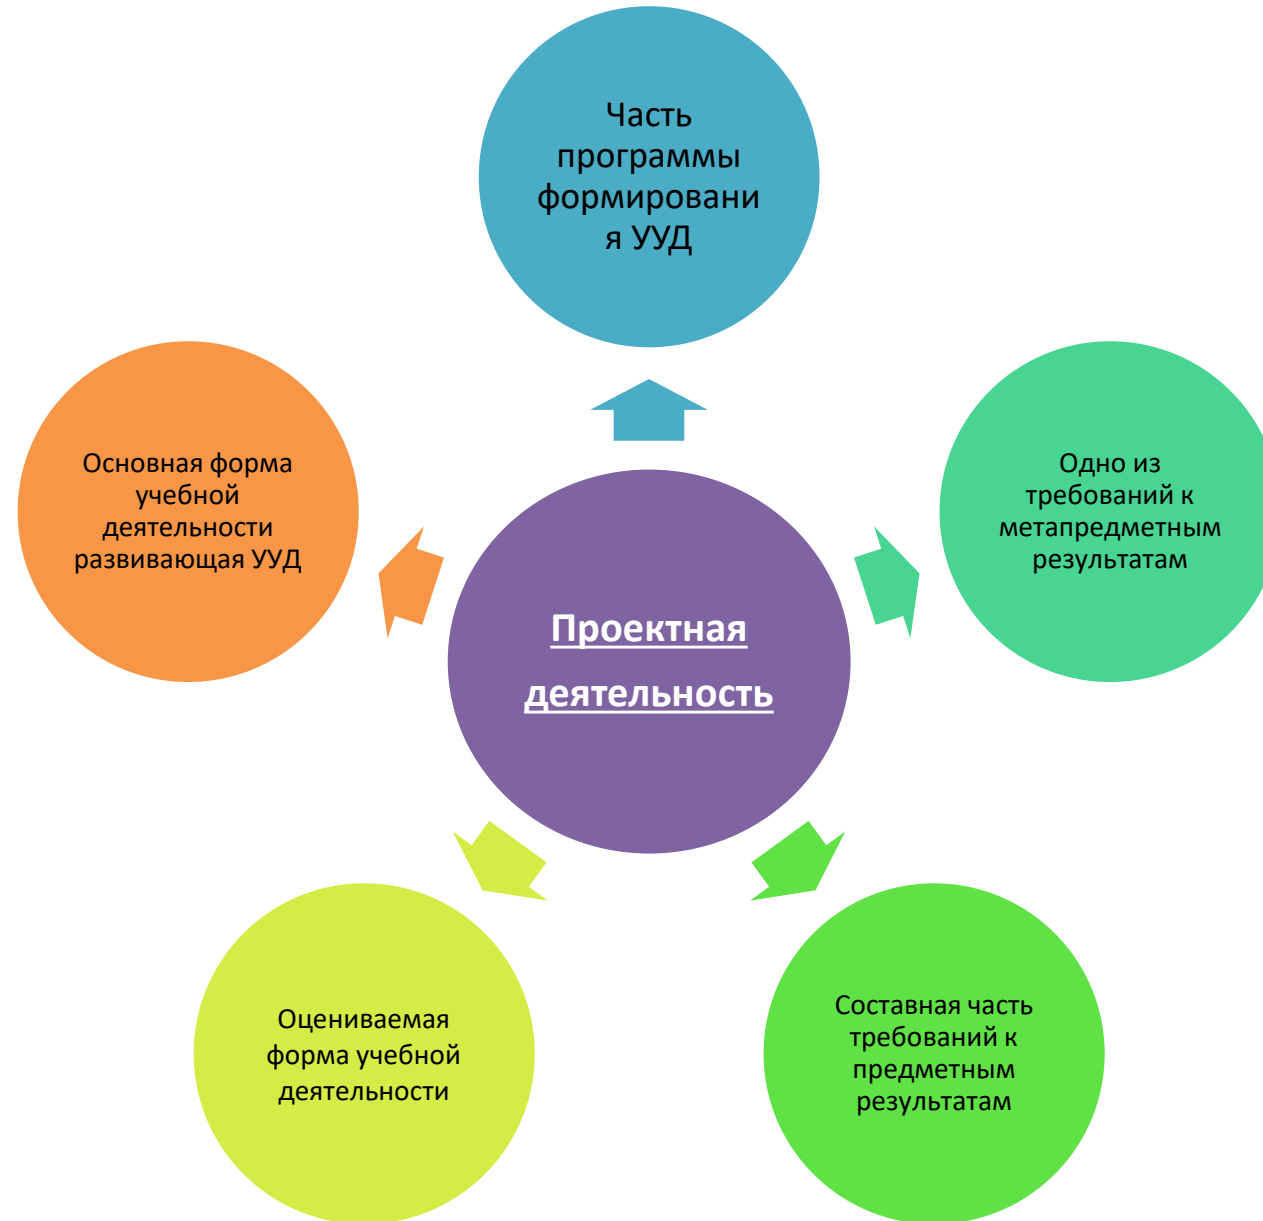 Часть
программы
формировани
я УУД
Основная форма
учебной
деятельности
развивающая УУД
Одно из
требований к
метапредметным
результатам
Проектная
деятельность
Оцениваемая
форма учебной
деятельности
Составная часть
требований к
предметным
результатам